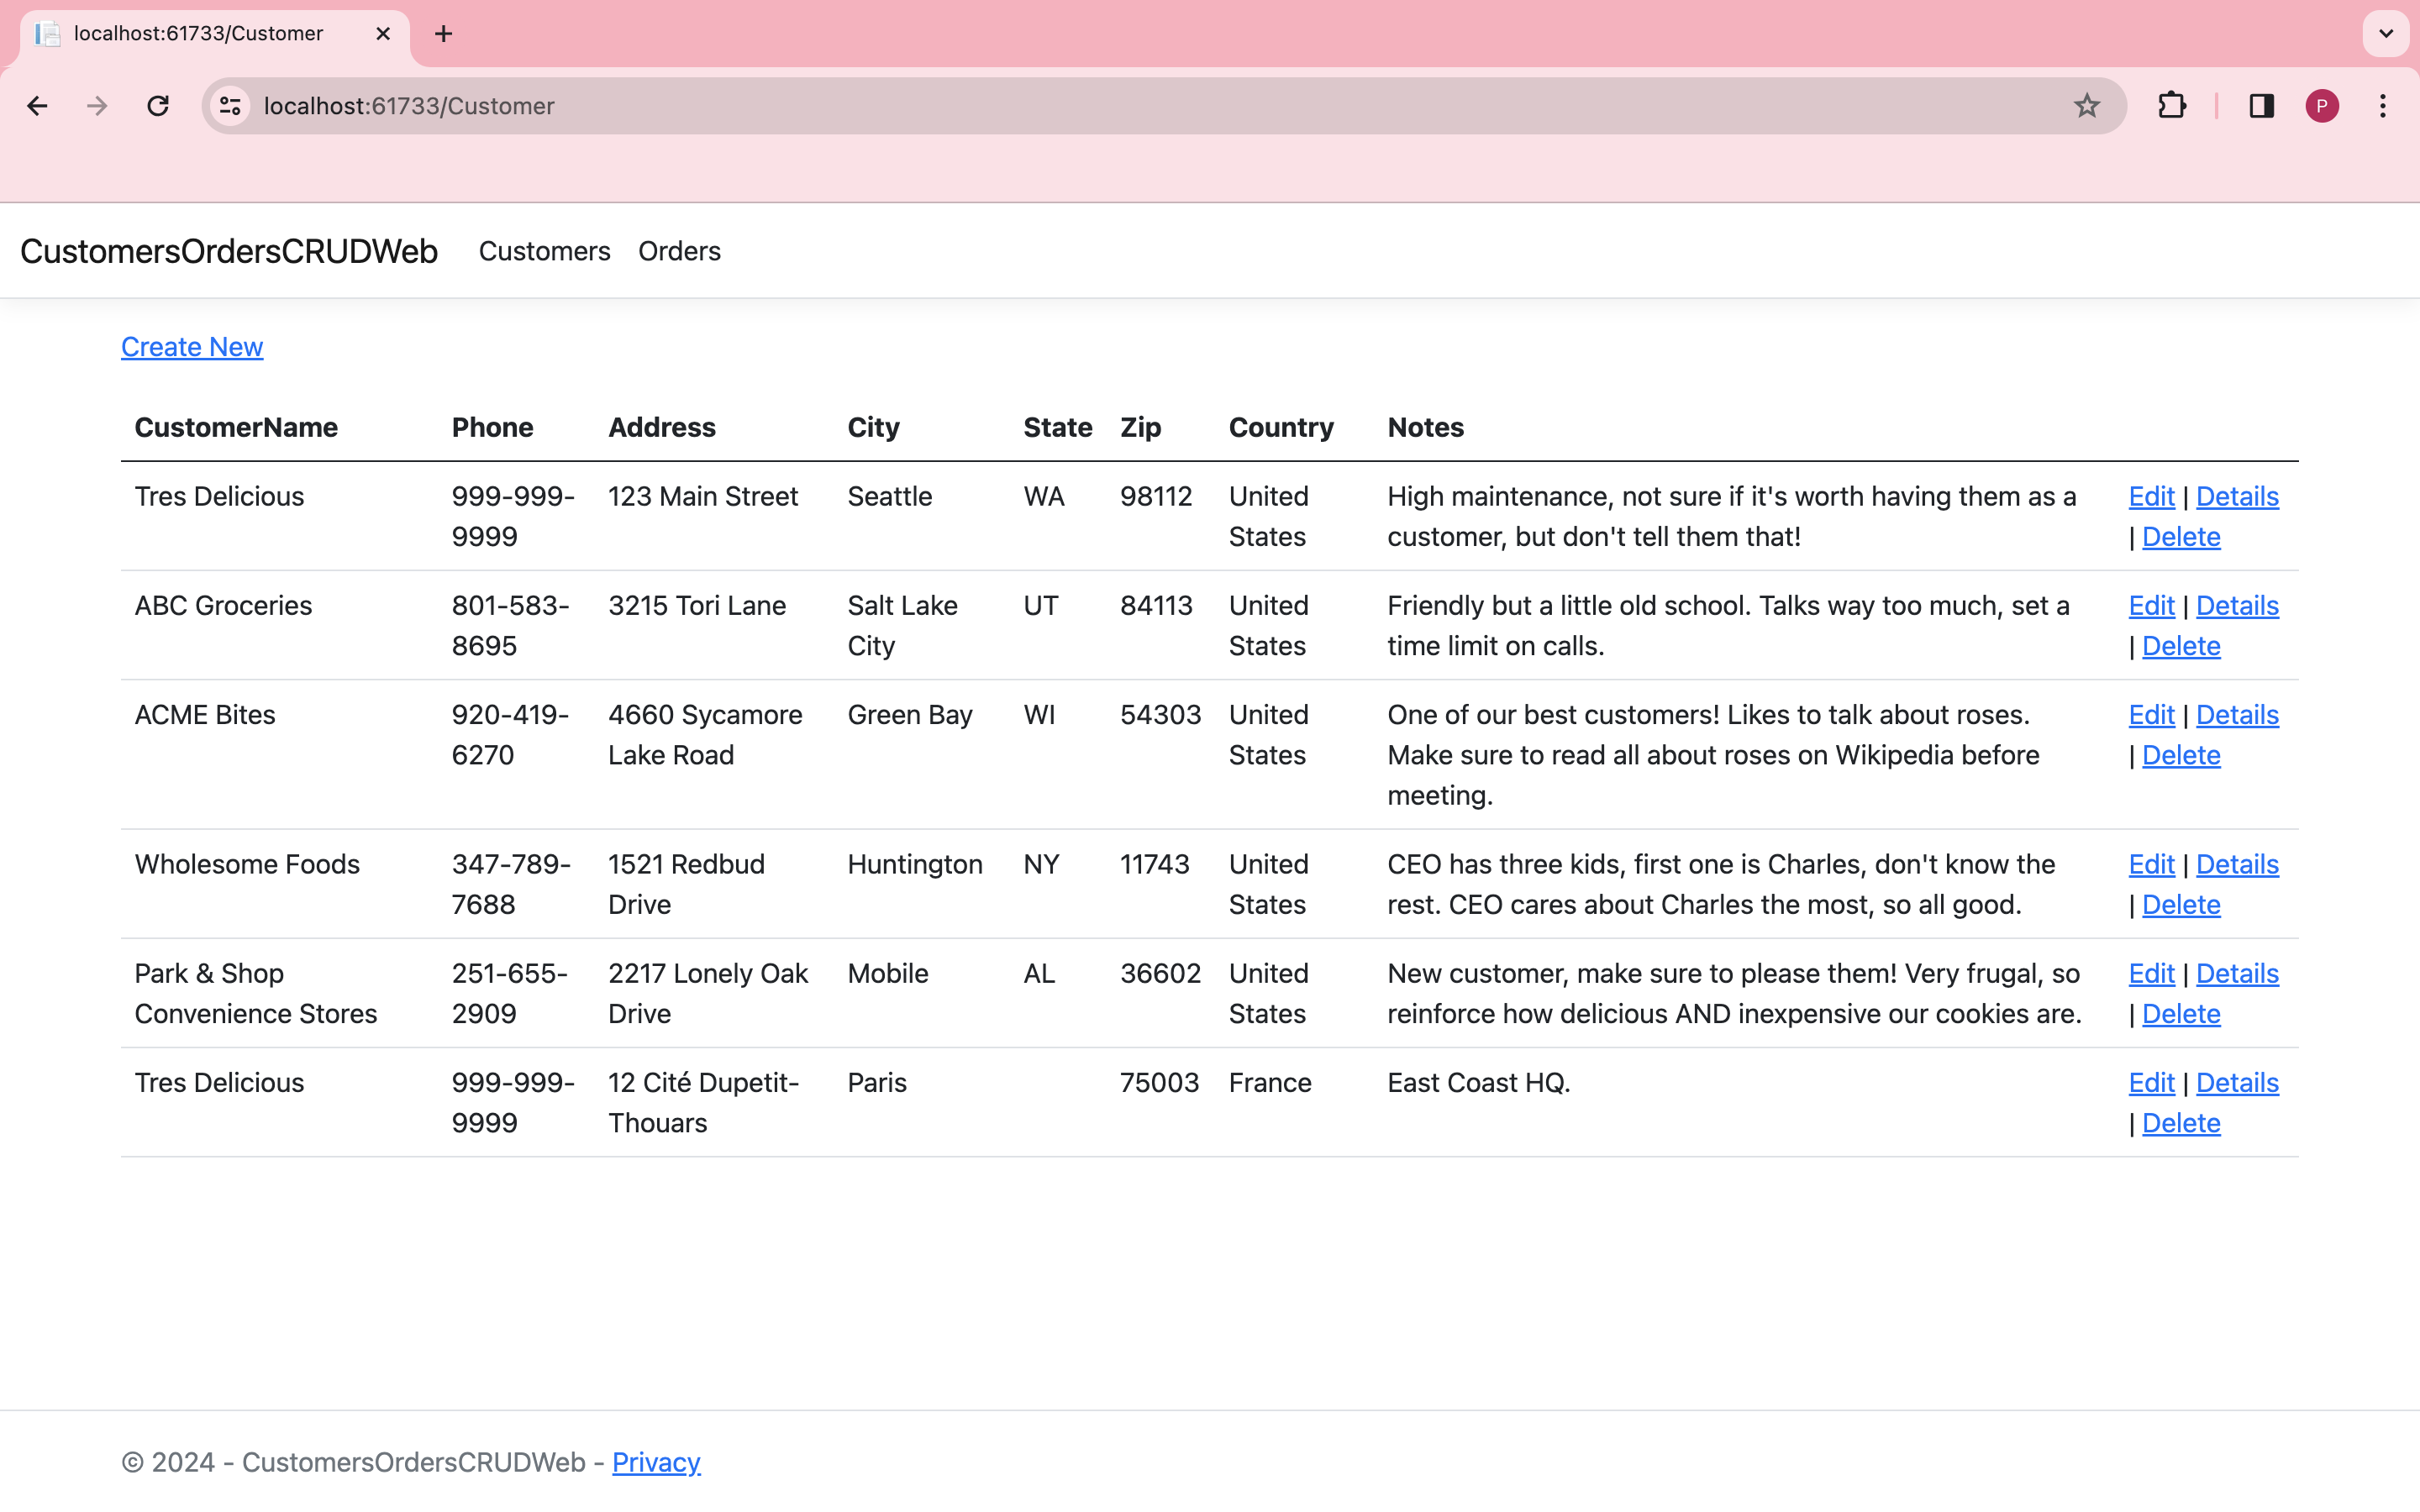 localhost:61733/Customer
localhost:61733/Customer
P
CustomersOrdersCRUDWeb Customers Orders
Create New
CustomerName Phone Address City State Zip Country Notes
Tres Delicious 999-999- 123 Main Street Seattle WA 98112 United High maintenance, not sure if it's worth having them as a Edit | Details
9999 States customer, but don't tell them that! | Delete
ABC Groceries 801-583- 3215 Tori Lane Salt Lake UT 84113 United Friendly but a little old school. Talks way too much, set a Edit | Details
8695 City States time limit on calls. | Delete
ACME Bites 920-419- 4660 Sycamore Green Bay WI 54303 United One of our best customers! Likes to talk about roses. Edit | Details
6270 Lake Road States Make sure to read all about roses on Wikipedia before | Delete
meeting.
Wholesome Foods 347-789- 1521 Redbud Huntington NY 11743 United CEO has three kids, first one is Charles, don't know the Edit | Details
7688 Drive States rest. CEO cares about Charles the most, so all good. | Delete
Park & Shop 251-655- 2217 Lonely Oak Mobile AL 36602 United New customer, make sure to please them! Very frugal, so Edit | Details
Convenience Stores 2909 Drive States reinforce how delicious AND inexpensive our cookies are. | Delete
Tres Delicious 999-999- 12 Cité Dupetit- Paris 75003 France East Coast HQ. Edit | Details
9999 Thouars | Delete
© 2024 - CustomersOrdersCRUDWeb - Privacy